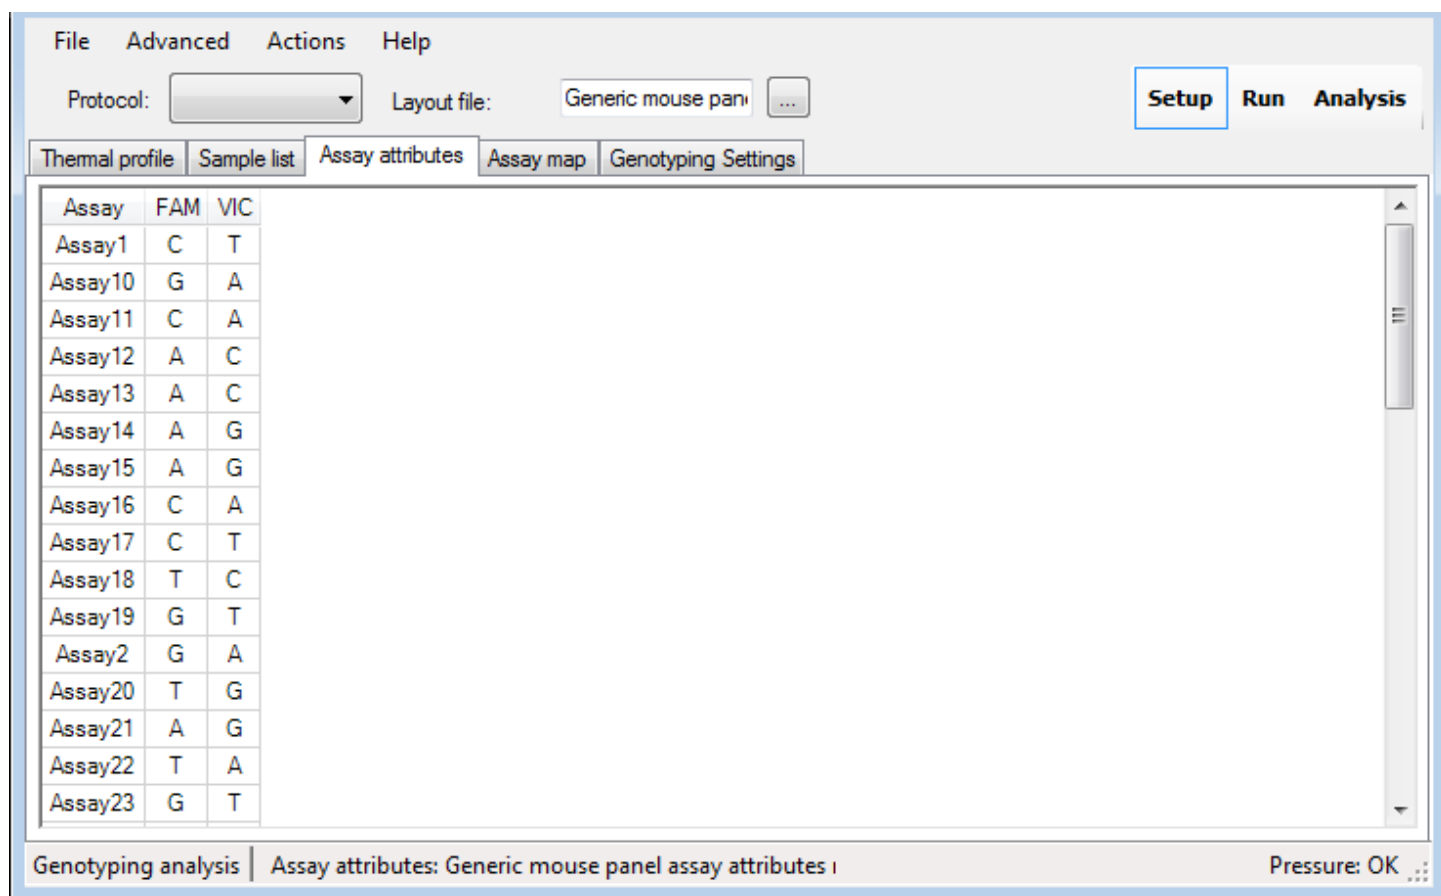 File Advanced Actions Help
Protocol: Layout file: Generic mouse pan ... Setup Run Analysis
Thermal profile Sample list Assay attributes Assay map Genotyping Settings
Assay FAM VIC
Assay1 C T
Assay10 G A
Assay11 C A
Assay12 A C
Assay13 A C
Assay14 A G
Assay15 A G
Assay16 C A
Assay17 C T
Assay18 T C
Assay19 G T
Assay2 G A
Assay20 T G
Assay21 A G
Assay22 T A
Assay23 G T
Genotyping analysis Assay attributes: Generic mouse panel assay attributes Pressure: OK